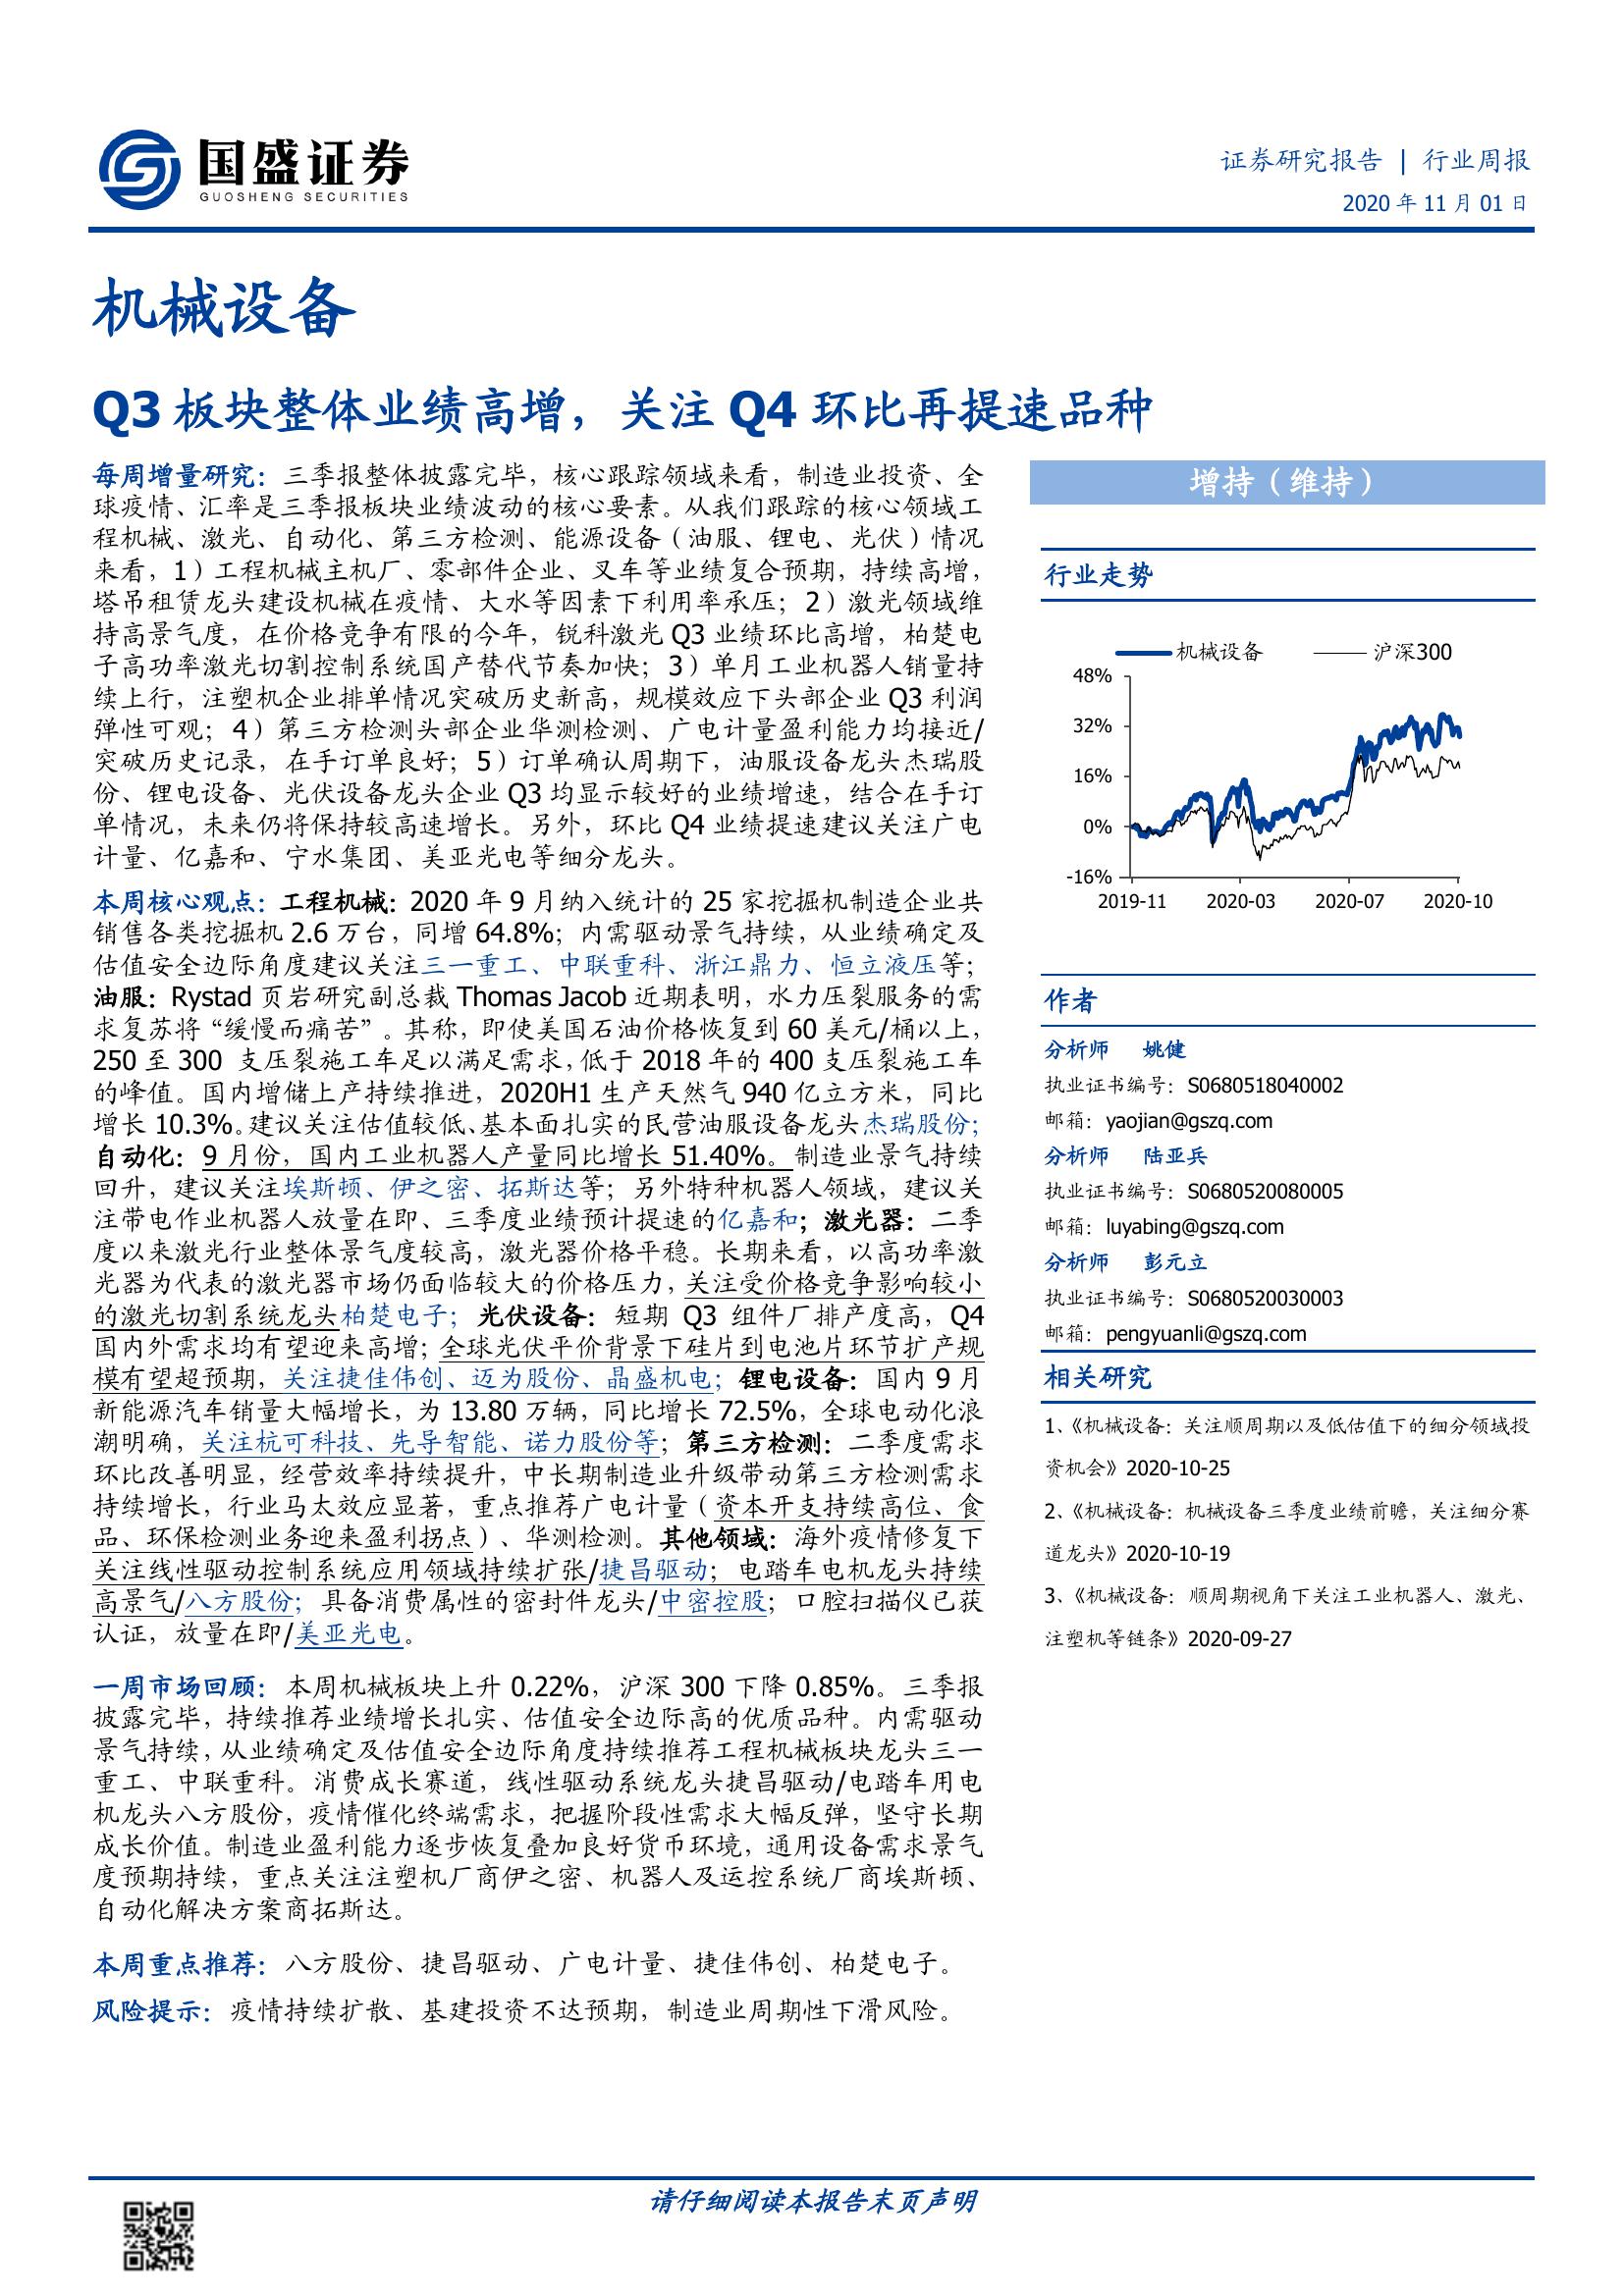 国盛证券
GUOSHENG SECURITIES
证券研究报告 | 行业周报
2020 年 11 月 01 日
机械设备
Q3 板块整体业绩高增，关注 Q4 环比再提速品种
每周增量研究：三季报整体披露完毕，核心跟踪领域来看，制造业投资、全
球疫情、汇率是三季报板块业绩波动的核心要素。从我们跟踪的核心领域工
程机械、激光、自动化、第三方检测、能源设备（油服、锂电、光伏）情况
来看，1）工程机械主机厂、零部件企业、叉车等业绩复合预期，持续高增，
塔吊租赁龙头建设机械在疫情、大水等因素下利用率承压；2）激光领域维
持高景气度，在价格竞争有限的今年，锐科激光 Q3 业绩环比高增，柏楚电
子高功率激光切割控制系统国产替代节奏加快；3）单月工业机器人销量持
续上行，注塑机企业排单情况突破历史新高，规模效应下头部企业 Q3 利润
弹性可观；4）第三方检测头部企业华测检测、广电计量盈利能力均接近/
突破历史记录，在手订单良好；5）订单确认周期下，油服设备龙头杰瑞股
份、锂电设备、光伏设备龙头企业 Q3 均显示较好的业绩增速，结合在手订
单情况，未来仍将保持较高速增长。另外，环比 Q4 业绩提速建议关注广电
计量、亿嘉和、宁水集团、美亚光电等细分龙头。
本周核心观点：工程机械：2020 年 9 月纳入统计的 25 家挖掘机制造企业共
销售各类挖掘机 2.6 万台，同增 64.8%；内需驱动景气持续，从业绩确定及
估值安全边际角度建议关注三一重工、中联重科、浙江鼎力、恒立液压等；
油服：Rystad 页岩研究副总裁 Thomas Jacob 近期表明，水力压裂服务的需
求复苏将“缓慢而痛苦”。其称，即使美国石油价格恢复到 60 美元/桶以上，
250 至 300 支压裂施工车足以满足需求，低于 2018 年的 400 支压裂施工车
的峰值。国内增储上产持续推进，2020H1 生产天然气 940 亿立方米，同比
增长 10.3%。建议关注估值较低、基本面扎实的民营油服设备龙头杰瑞股份；
自动化：9 月份，国内工业机器人产量同比增长 51.40%。制造业景气持续
回升，建议关注埃斯顿、伊之密、拓斯达等；另外特种机器人领域，建议关
注带电作业机器人放量在即、三季度业绩预计提速的亿嘉和；激光器：二季
度以来激光行业整体景气度较高，激光器价格平稳。长期来看，以高功率激
光器为代表的激光器市场仍面临较大的价格压力，关注受价格竞争影响较小
的激光切割系统龙头柏楚电子；光伏设备：短期 Q3 组件厂排产度高，Q4
国内外需求均有望迎来高增；全球光伏平价背景下硅片到电池片环节扩产规
模有望超预期，关注捷佳伟创、迈为股份、晶盛机电；锂电设备：国内 9 月
新能源汽车销量大幅增长，为 13.80 万辆，同比增长 72.5%，全球电动化浪
潮明确，关注杭可科技、先导智能、诺力股份等；第三方检测：二季度需求
环比改善明显，经营效率持续提升，中长期制造业升级带动第三方检测需求
持续增长，行业马太效应显著，重点推荐广电计量（资本开支持续高位、食
品、环保检测业务迎来盈利拐点）、华测检测。其他领域：海外疫情修复下
关注线性驱动控制系统应用领域持续扩张/捷昌驱动；电踏车电机龙头持续
高景气/八方股份；具备消费属性的密封件龙头/中密控股；口腔扫描仪已获
认证，放量在即/美亚光电。
一周市场回顾：本周机械板块上升 0.22%，沪深 300 下降 0.85%。三季报
披露完毕，持续推荐业绩增长扎实、估值安全边际高的优质品种。内需驱动
景气持续，从业绩确定及估值安全边际角度持续推荐工程机械板块龙头三一
重工、中联重科。消费成长赛道，线性驱动系统龙头捷昌驱动/电踏车用电
机龙头八方股份，疫情催化终端需求，把握阶段性需求大幅反弹，坚守长期
成长价值。制造业盈利能力逐步恢复叠加良好货币环境，通用设备需求景气
度预期持续，重点关注注塑机厂商伊之密、机器人及运控系统厂商埃斯顿、
自动化解决方案商拓斯达。
本周重点推荐：八方股份、捷昌驱动、广电计量、捷佳伟创、柏楚电子。
风险提示：疫情持续扩散、基建投资不达预期，制造业周期性下滑风险。
增持（维持）
行业走势
机械设备 沪深300
48%
32%
16%
0%
-16%
2019-11 2020-03 2020-07 2020-10
作者
分析师 姚健
执业证书编号：S0680518040002
邮箱：yaojian@gszq.com
分析师 陆亚兵
执业证书编号：S0680520080005
邮箱：luyabing@gszq.com
分析师 彭元立
执业证书编号：S0680520030003
邮箱：pengyuanli@gszq.com
相关研究
1、《机械设备：关注顺周期以及低估值下的细分领域投
资机会》2020-10-25
2、《机械设备：机械设备三季度业绩前瞻，关注细分赛
道龙头》2020-10-19
3、《机械设备：顺周期视角下关注工业机器人、激光、
注塑机等链条》2020-09-27
请仔细阅读本报告末页声明